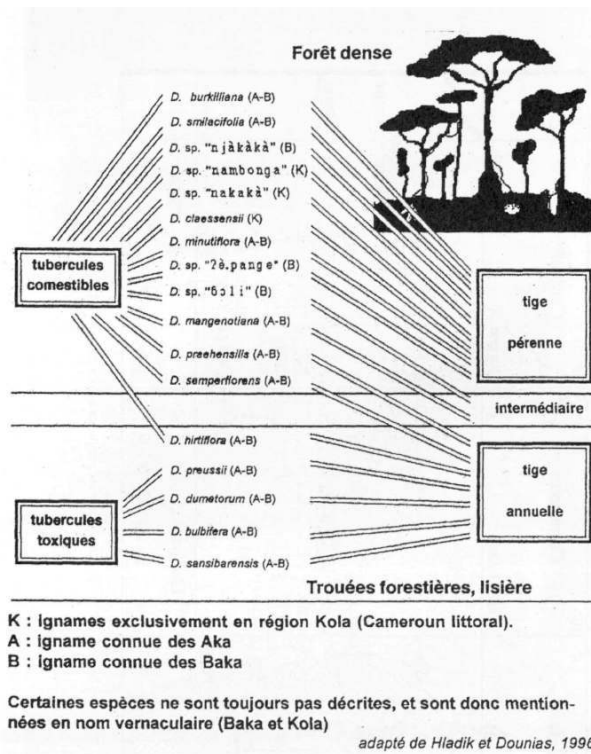 Forêt dense
D. burkilliana (A-B)
D. smilacifolia (A-B)
D. sp. "njàkàkà" (B)
D. sp. "nambonga" (K)
D. sp. "nakakà" (K)
D. claessensii (K)
D. minutiflora (A-B)
D. sp. "ʔè.pange" (B)
D. sp. "ɓɔli" (B)
D. mangenotiana (A-B)
D. praehensilis (A-B)
D. semperflorens (A-B)
D. hirtiflora (A-B)
D. preussii (A-B)
D. dumetorum (A-B)
D. bulbifera (A-B)
D. sansibarensis (A-B)
tubercules
comestibles
tubercules
toxiques
tige
pérenne
intermédiaire
tige
annuelle
Trouées forestières, lisière
K : ignames exclusivement en région Kola (Cameroun littoral).
A : igname connue des Aka
B : igname connue des Baka
Certaines espèces ne sont toujours pas décrites, et sont donc mention-
nées en nom vernaculaire (Baka et Kola)
adapté de Hladik et Dounias, 1996